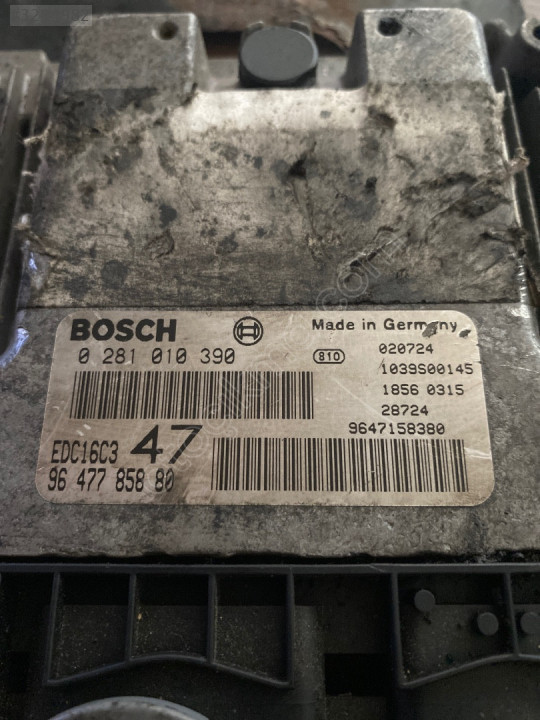 BOSCH
Made in Germany
0 281 010 390
810
020724
1039S00145
1856 0315
28724
9647158380
EDC16C3 47
96 477 858 80